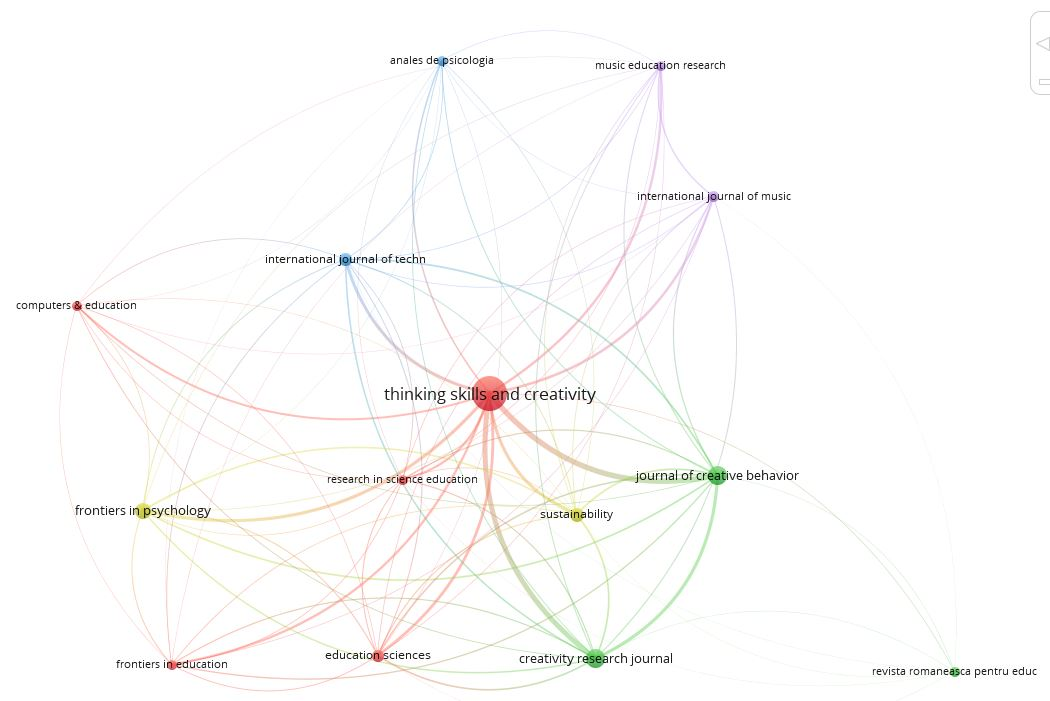 anales de psicologia
music education research
international journal of music
international journal of techn
computers & education
thinking skills and creativity
research in science education
journal of creative behavior
frontiers in psychology
sustainability
frontiers in education
education sciences
creativity research journal
revista romaneasca pentru educ